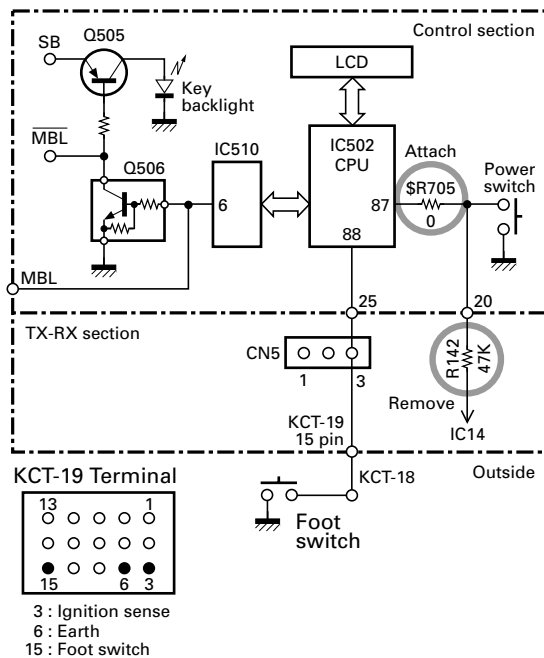 Control section
SB
Q505
LCD
Key
backlight
MBL
IC510
IC502
CPU
Attach
Power
switch
Q506
6
87
$R705
0
88
MBL
25
20
TX-RX section
CN5
1
3
R142
47K
Remove
KCT-19
15 pin
IC14
KCT-18
Outside
Foot
switch
KCT-19 Terminal
13
1
15
6
3
3 : Ignition sense
6 : Earth
15 : Foot switch